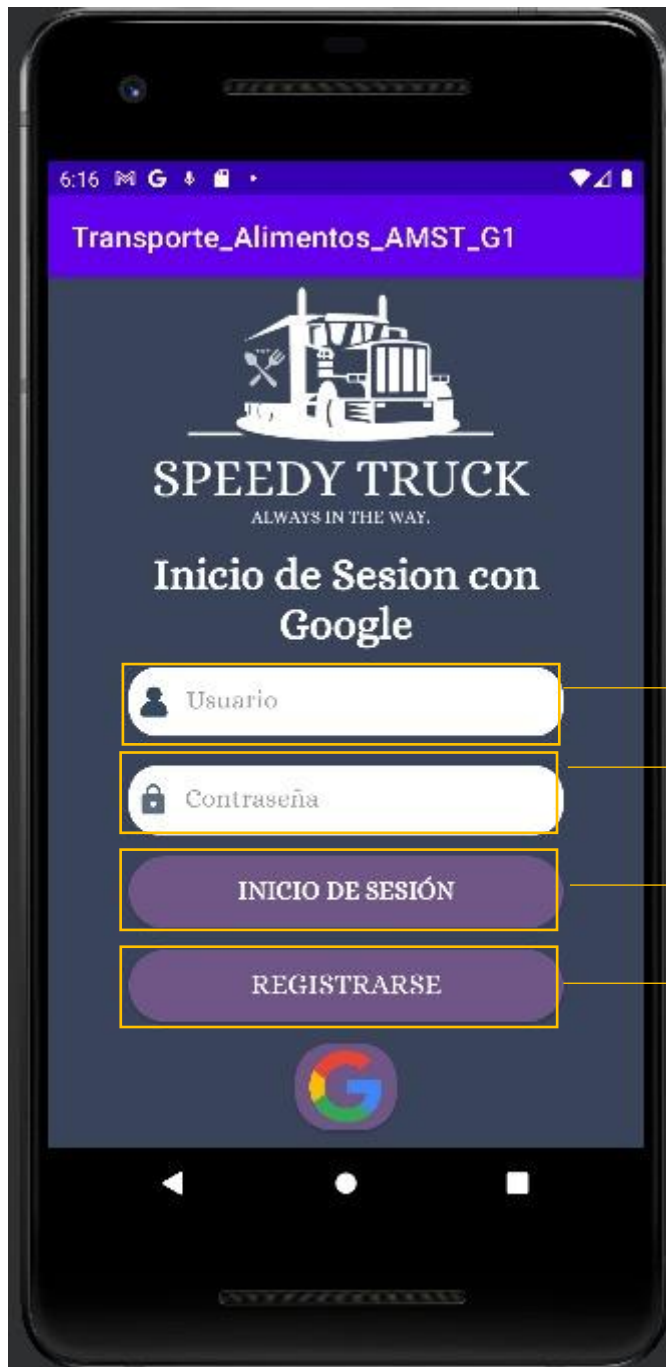 6:16
Transporte_Alimentos_AMST_G1
SPEEDY TRUCK
ALWAYS IN THE WAY.
Inicio de Sesion con
Google
Usuario
Contraseña
INICIO DE SESIÓN
REGISTRARSE